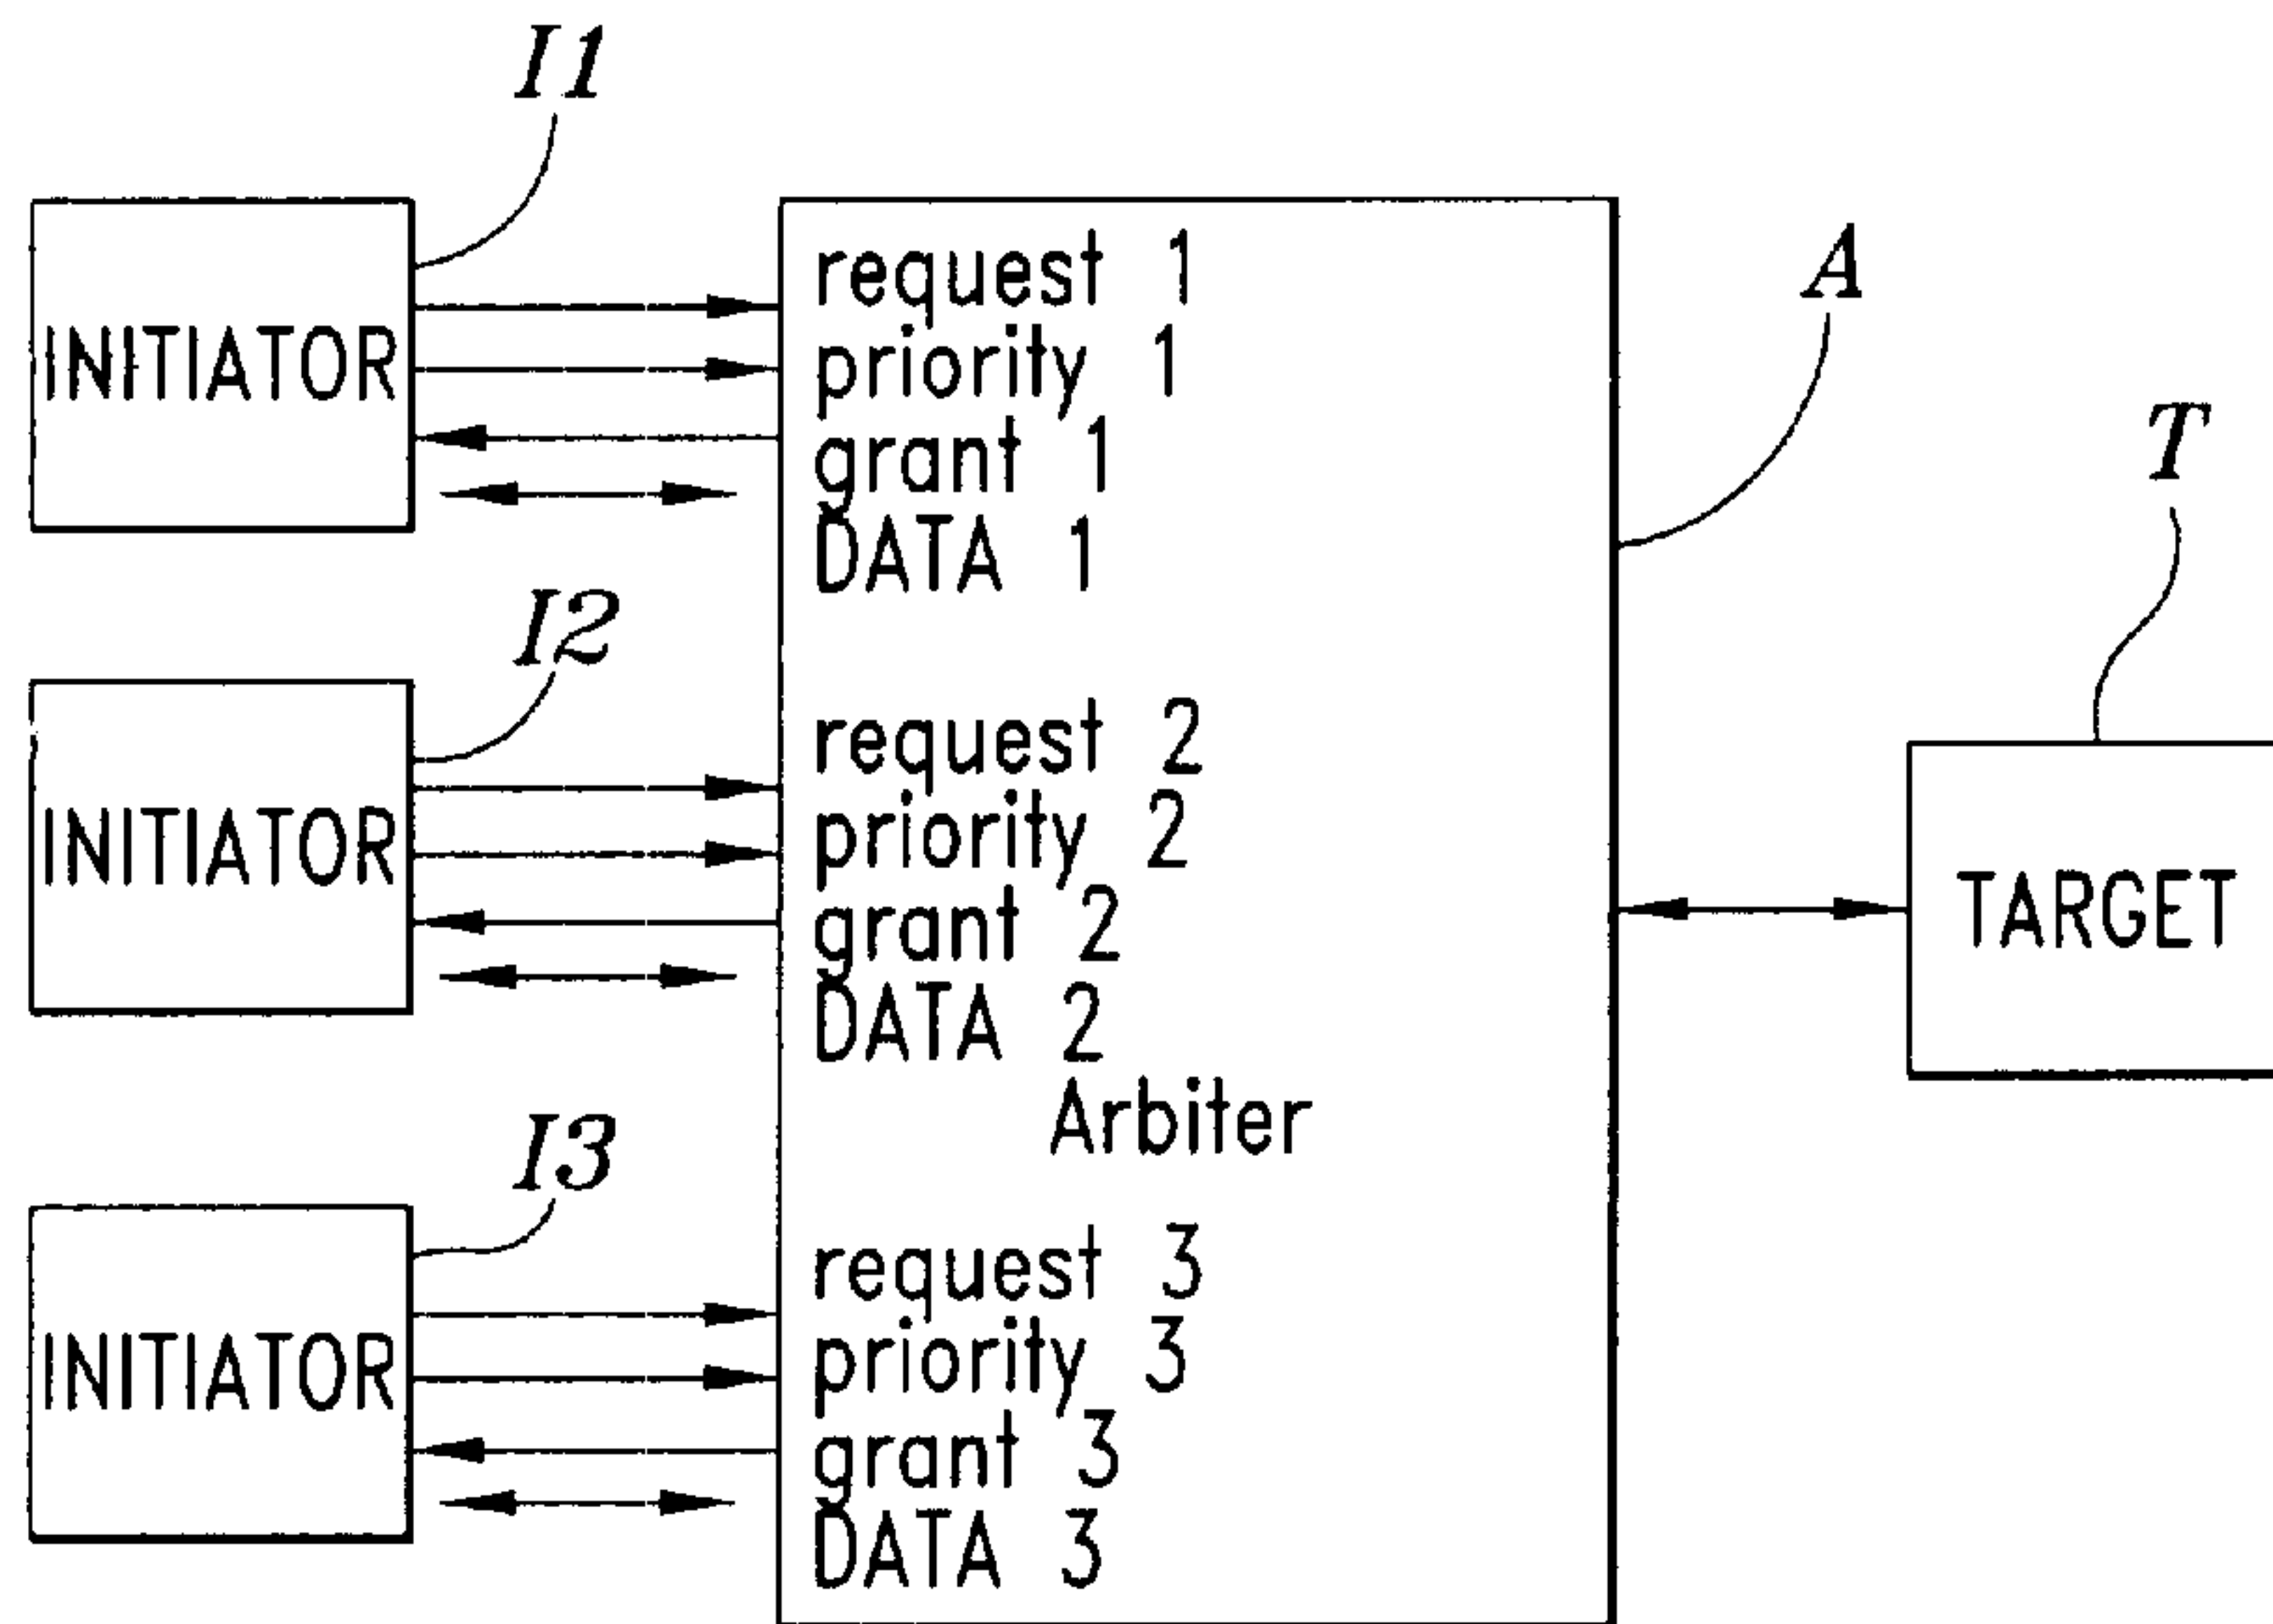 I1
INITIATOR
request 1
priority 1
grant 1
DATA 1
A
T
I2
INITIATOR
request 2
priority 2
grant 2
DATA 2
TARGET
Arbiter
I3
INITIATOR
request 3
priority 3
grant 3
DATA 3